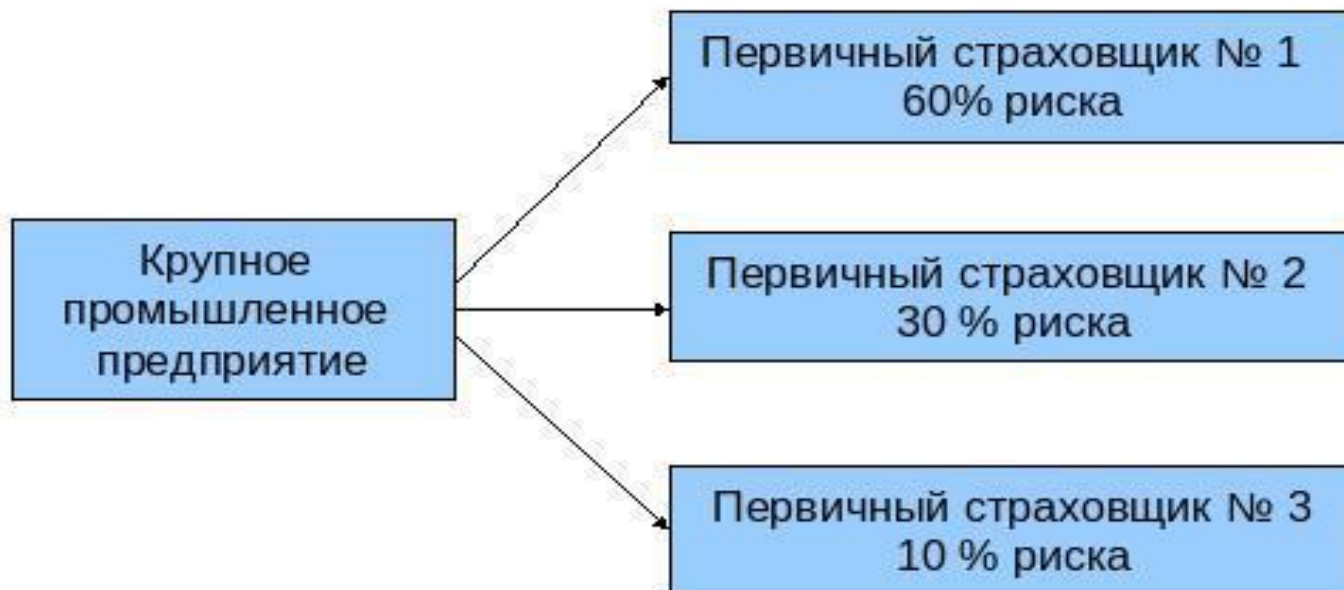 Первичный страховщик № 1
60% риска
Крупное
промышленное
предприятие
Первичный страховщик № 2
30 % риска
Первичный страховщик № 3
10 % риска